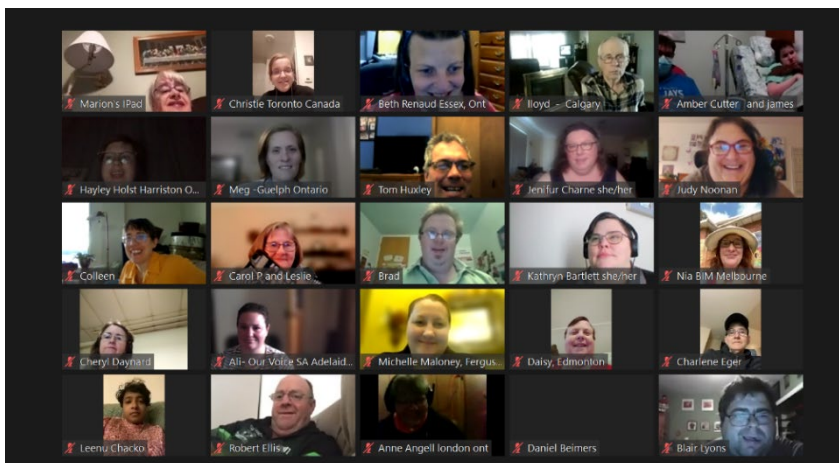 Marion's IPad
Christie Toronto Canada
Beth Renaud Essex, Ont
lloyd - Calgary
Amber Cutter and james
JAYS
Hayley Holst Harriston O...
Meg -Guelph Ontario
Tom Huxley
Jenifur Charne she/her
Judy Noonan
Colleen
Carol P and Leslie -
Brad
Kathryn Bartlett she/her
Nia BIM Melbourne
Cheryl Daynard
Ali- Our Voice SA Adelaid...
Michelle Maloney, Fergus...
Daisy, Edmonton
Charlene Eger
Leenu Chacko
Robert Ellis
Anne Angell london ont
Daniel Beimers
Blair Lyons